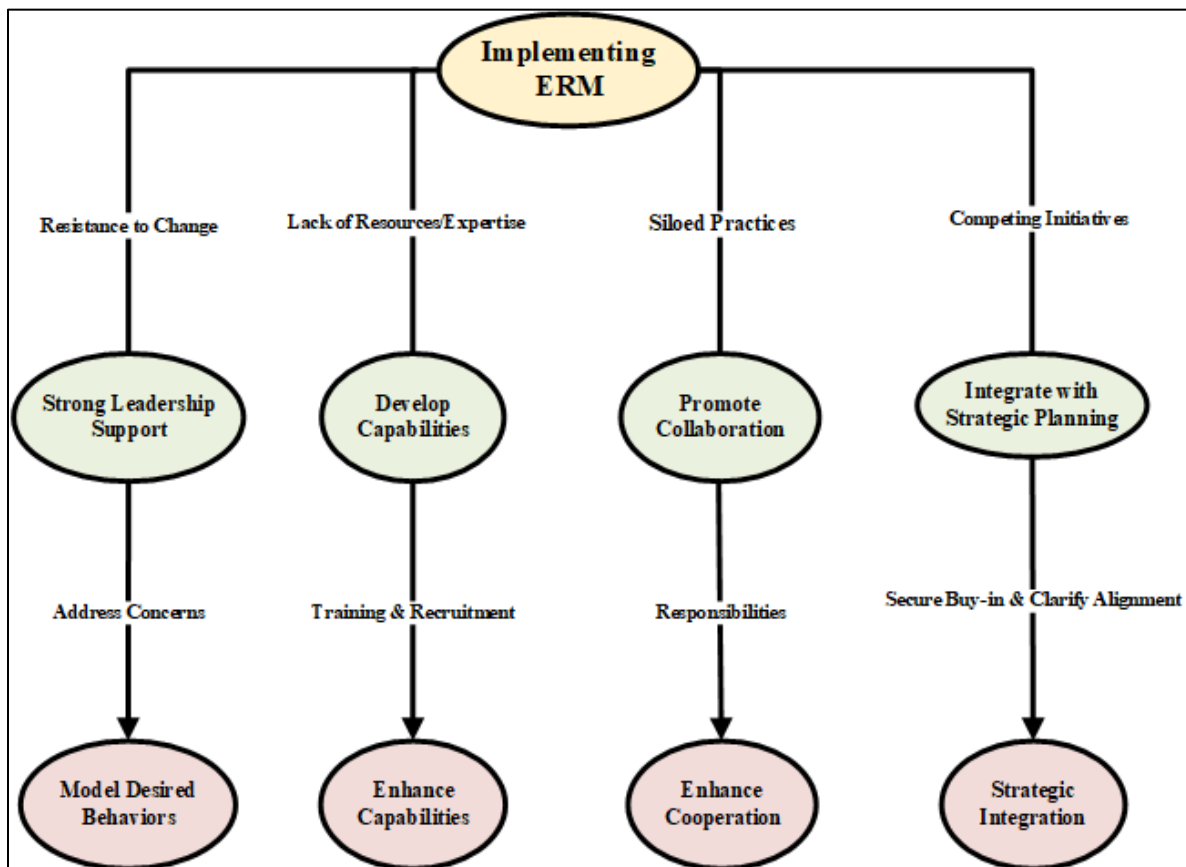 Implementing
ERM
Resistance to Change
Lack of Resources/Expertise
Siloed Practices
Competing Initiatives
Strong Leadership
Support
Develop
Capabilities
Promote
Collaboration
Integrate with
Strategic Planning
Address Concerns
Training & Recruitment
Responsibilities
Secure Buy-in & Clarify Alignment
Model Desired
Behaviors
Enhance
Capabilities
Enhance
Cooperation
Strategic
Integration